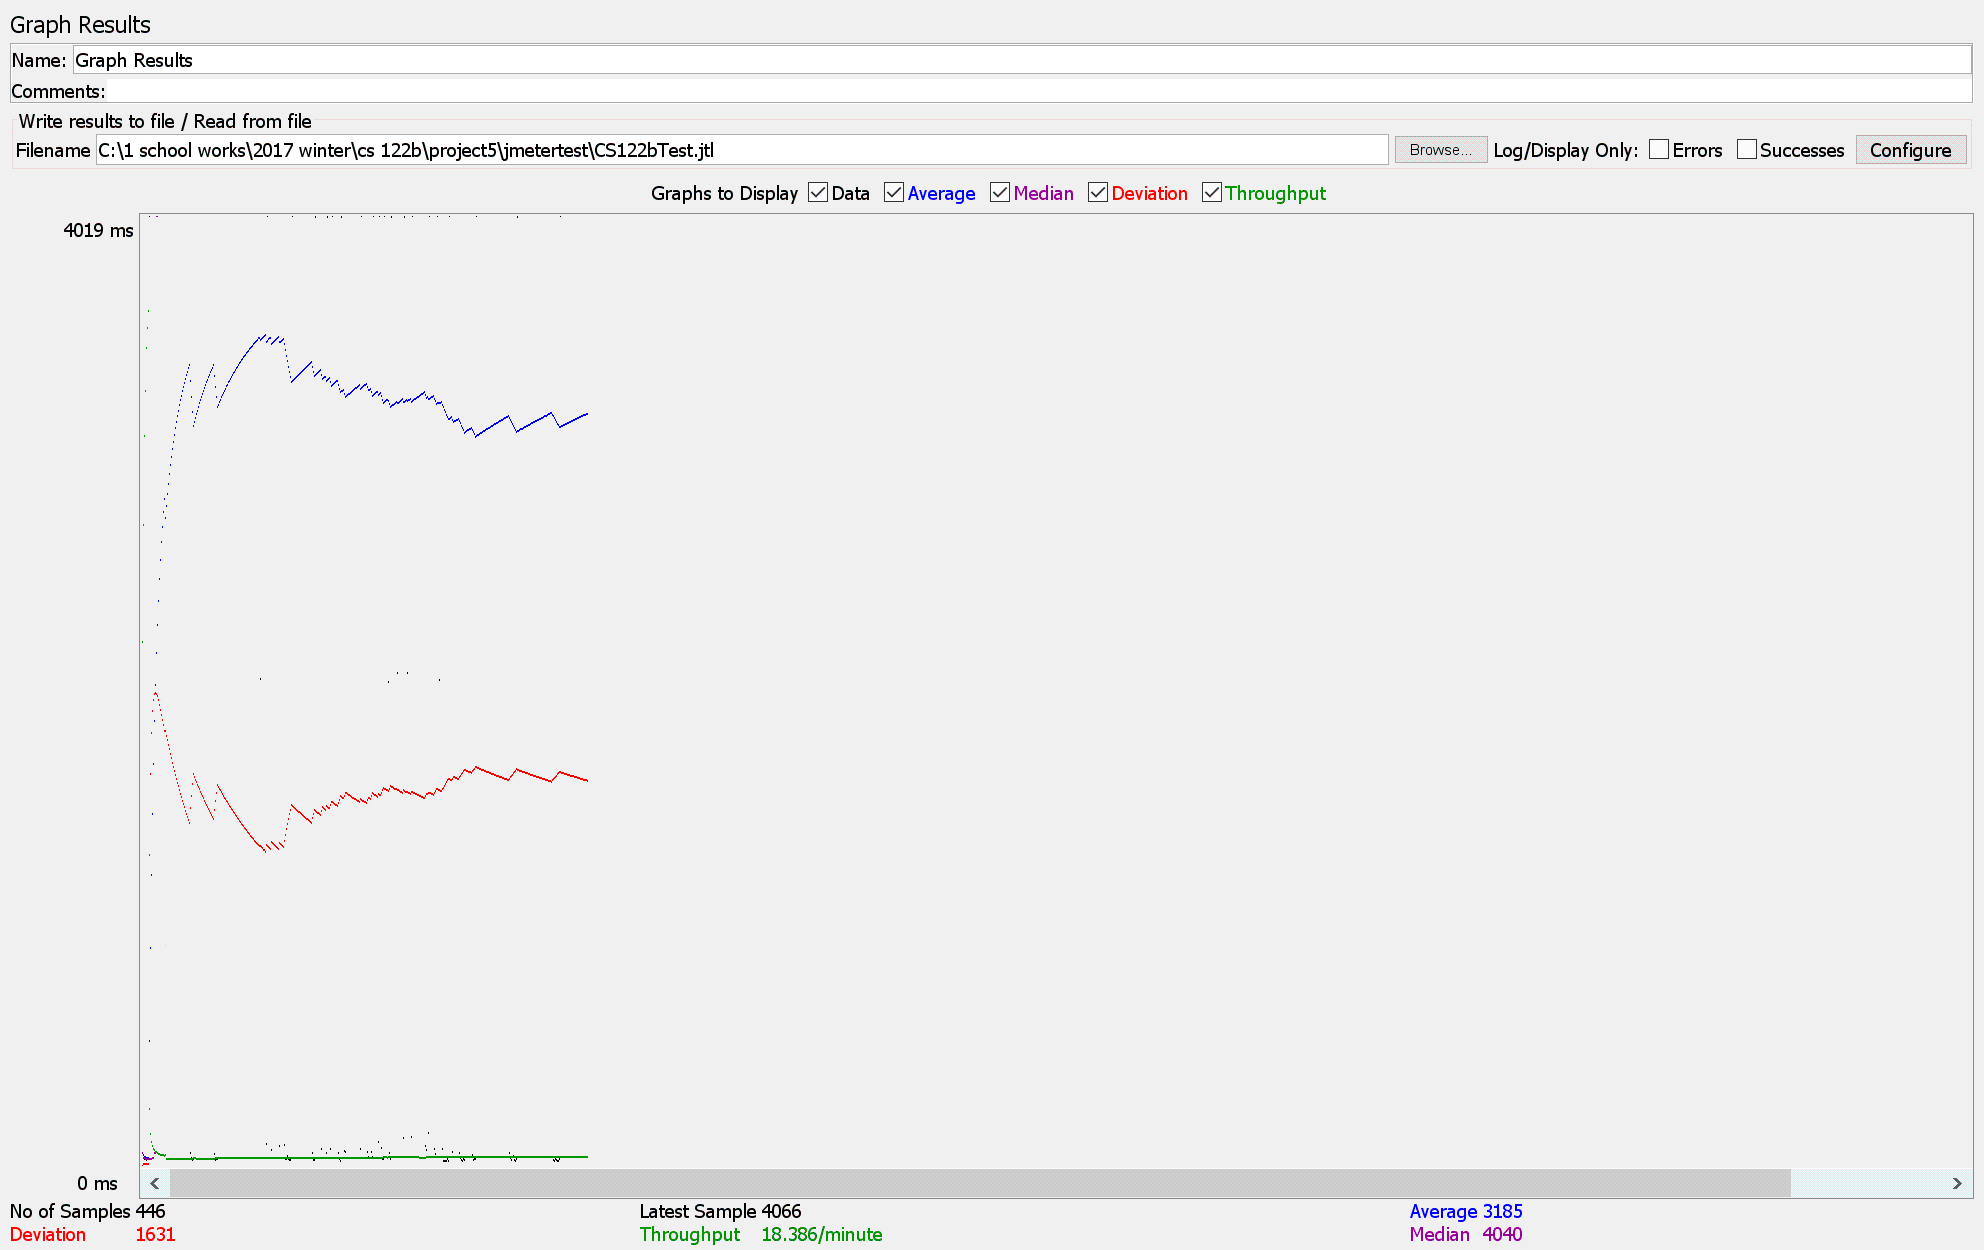 Graph Results
Name: Graph Results
Comments:
Write results to file / Read from file
Filename C:\1 school works\2017 winter\cs 122b\project5\jmetertest\CS122bTest.jtl Browse... Log/Display Only: Errors Successes Configure
Graphs to Display Data Average Median Deviation Throughput
4019 ms
0 ms
No of Samples 446 Latest Sample 4066 Average 3185
Deviation 1631 Throughput 18.386/minute Median 4040